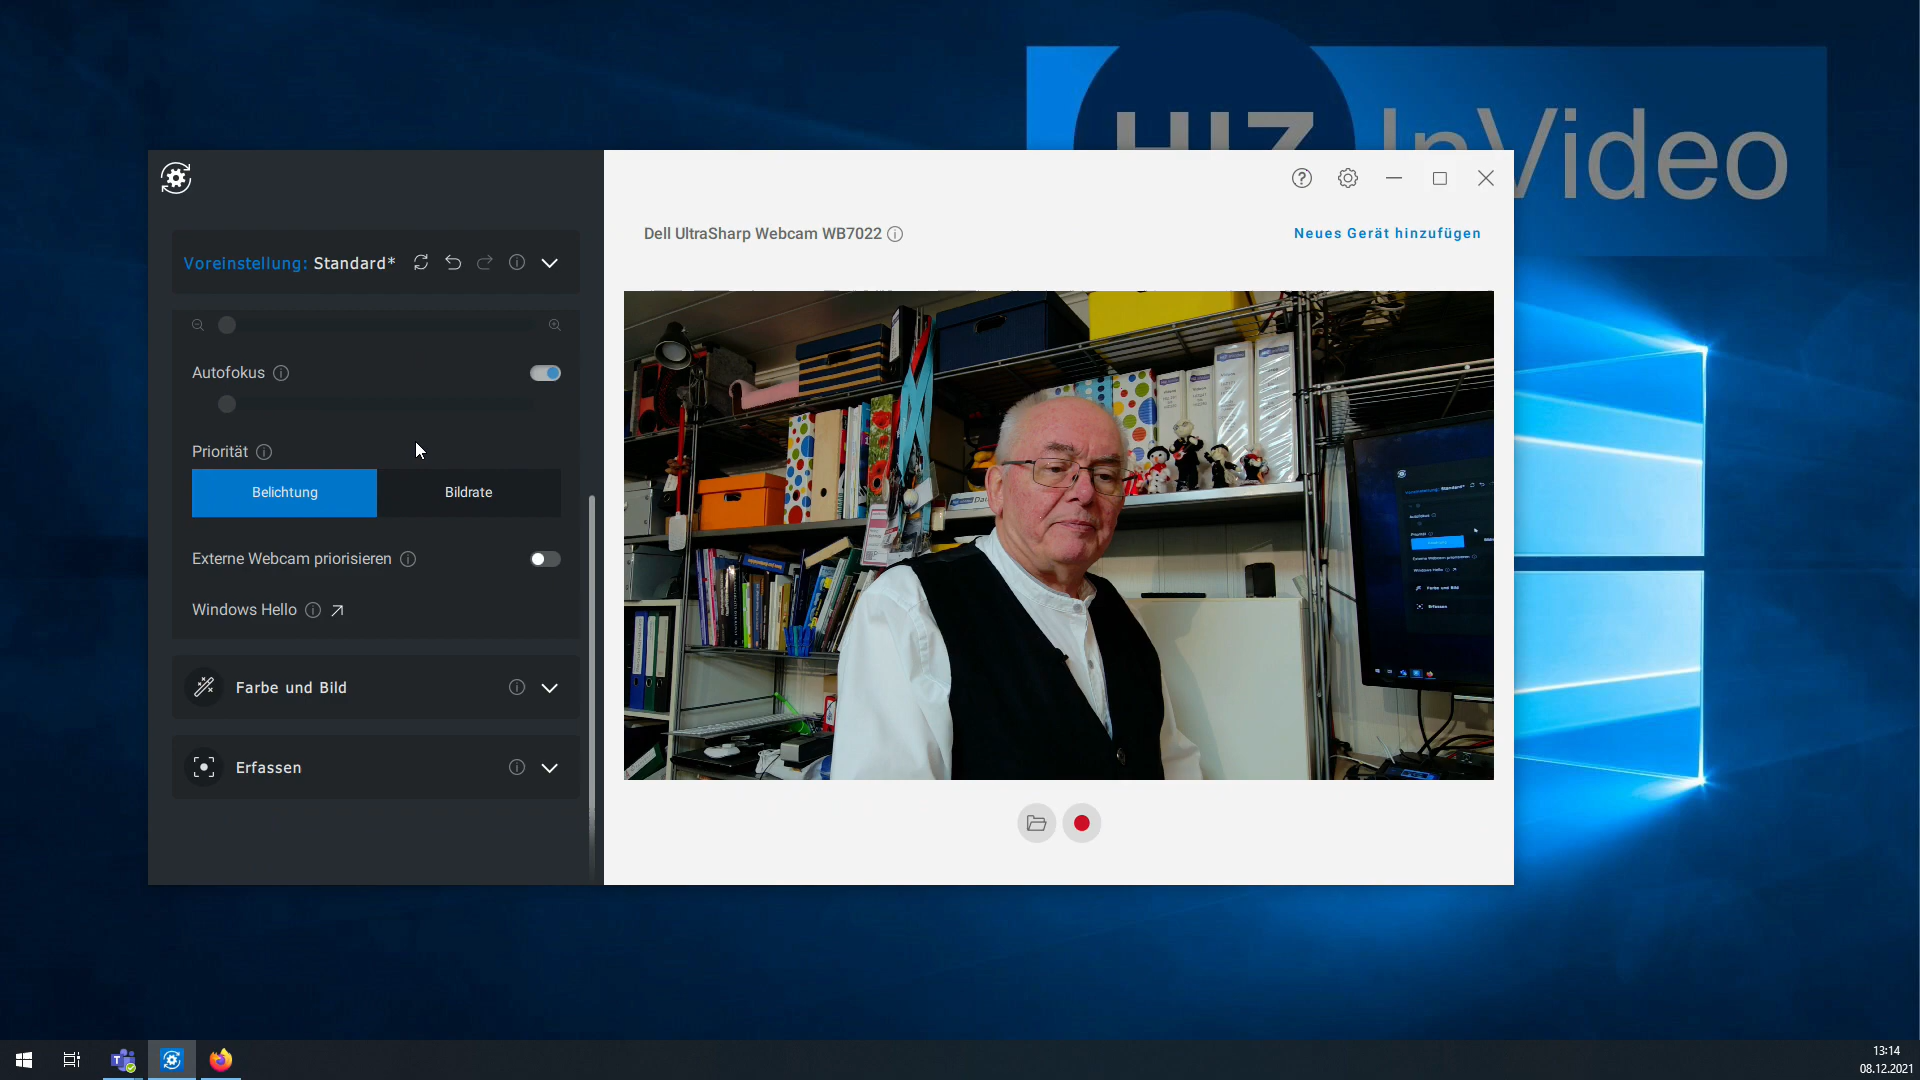 HIZ InVideo
Dell UltraSharp Webcam WB7022
Neues Gerät hinzufügen
Voreinstellung: Standard*
Autofokus
Priorität
Belichtung
Bildrate
Externe Webcam priorisieren
Windows Hello
Farbe und Bild
Erfassen
13:14
08.12.2021